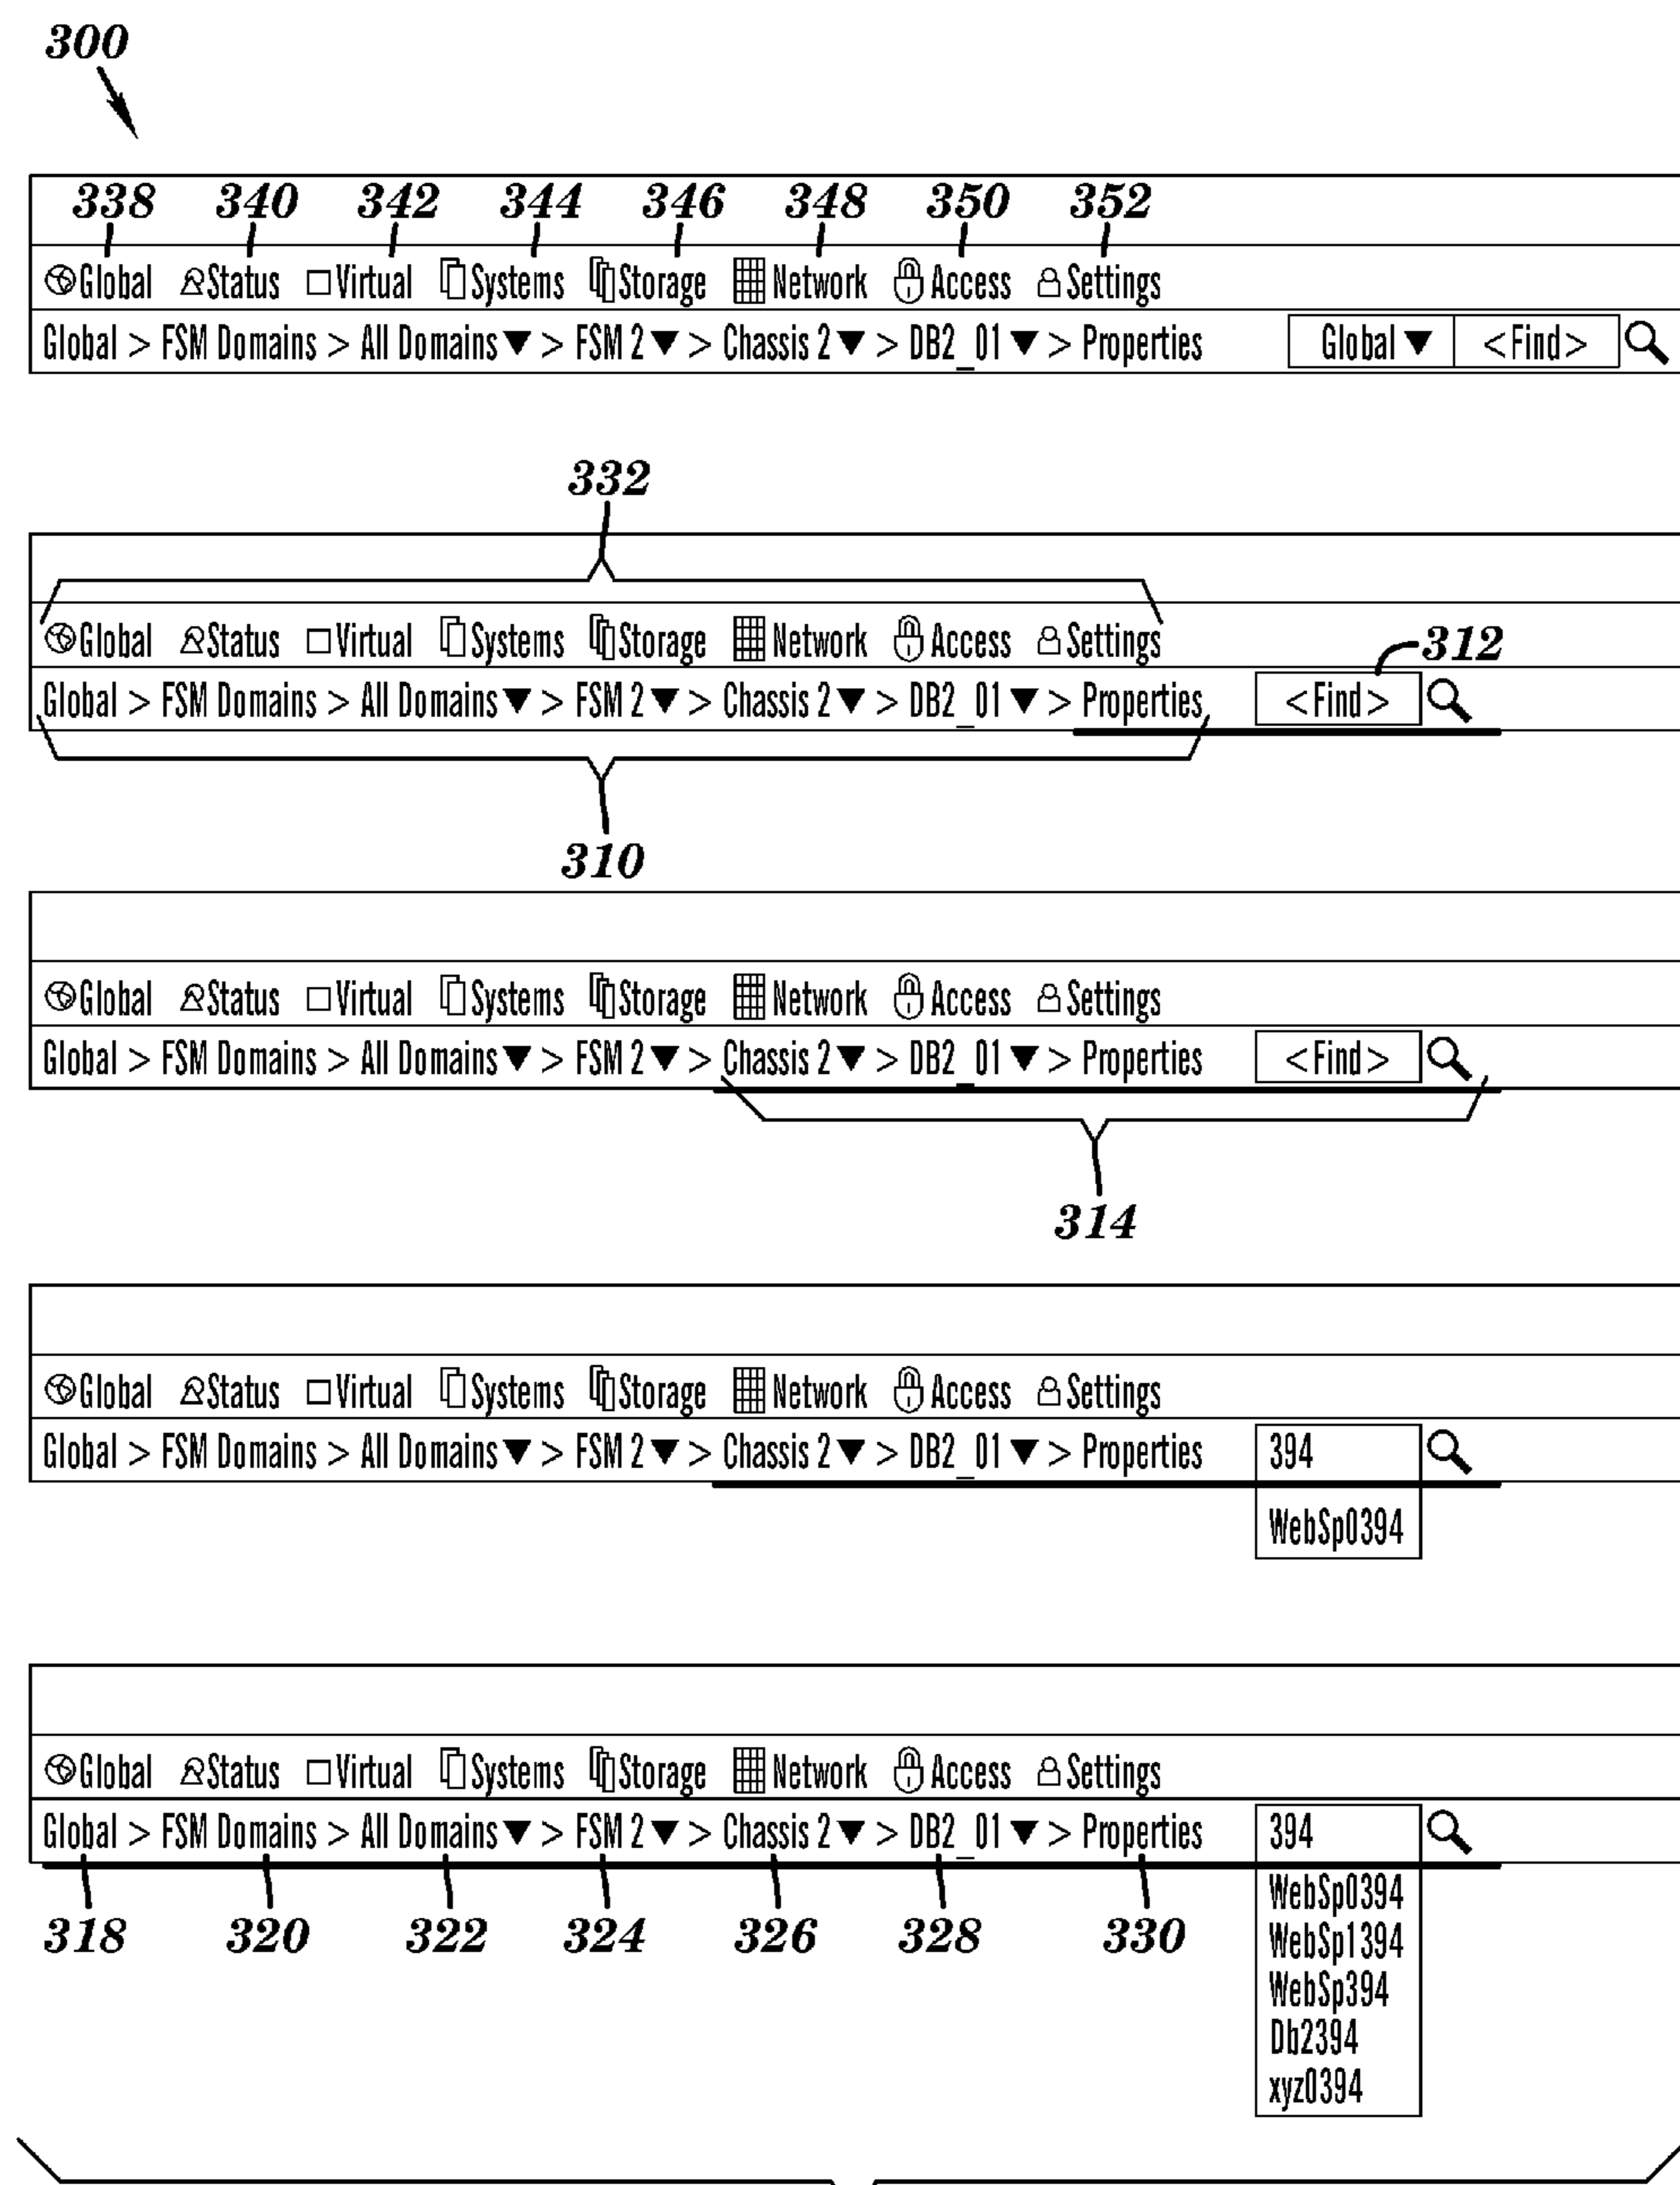 300
338 340 342 344 346 348 350 352
Global Status Virtual Systems Storage Network Access Settings
Global > FSM Domains > All Domains ▼ > FSM 2 ▼ > Chassis 2 ▼ > DB2_01 ▼ > Properties Global ▼ <Find>
332
Global Status Virtual Systems Storage Network Access Settings
312
Global > FSM Domains > All Domains ▼ > FSM 2 ▼ > Chassis 2 ▼ > DB2_01 ▼ > Properties <Find>
310
Global Status Virtual Systems Storage Network Access Settings
Global > FSM Domains > All Domains ▼ > FSM 2 ▼ > Chassis 2 ▼ > DB2_01 ▼ > Properties <Find>
314
Global Status Virtual Systems Storage Network Access Settings
Global > FSM Domains > All Domains ▼ > FSM 2 ▼ > Chassis 2 ▼ > DB2_01 ▼ > Properties 394
WebSp0394
Global Status Virtual Systems Storage Network Access Settings
Global > FSM Domains > All Domains ▼ > FSM 2 ▼ > Chassis 2 ▼ > DB2_01 ▼ > Properties 394
318 320 322 324 326 328 330
WebSp0394
WebSp1394
WebSp394
Db2394
xyz0394